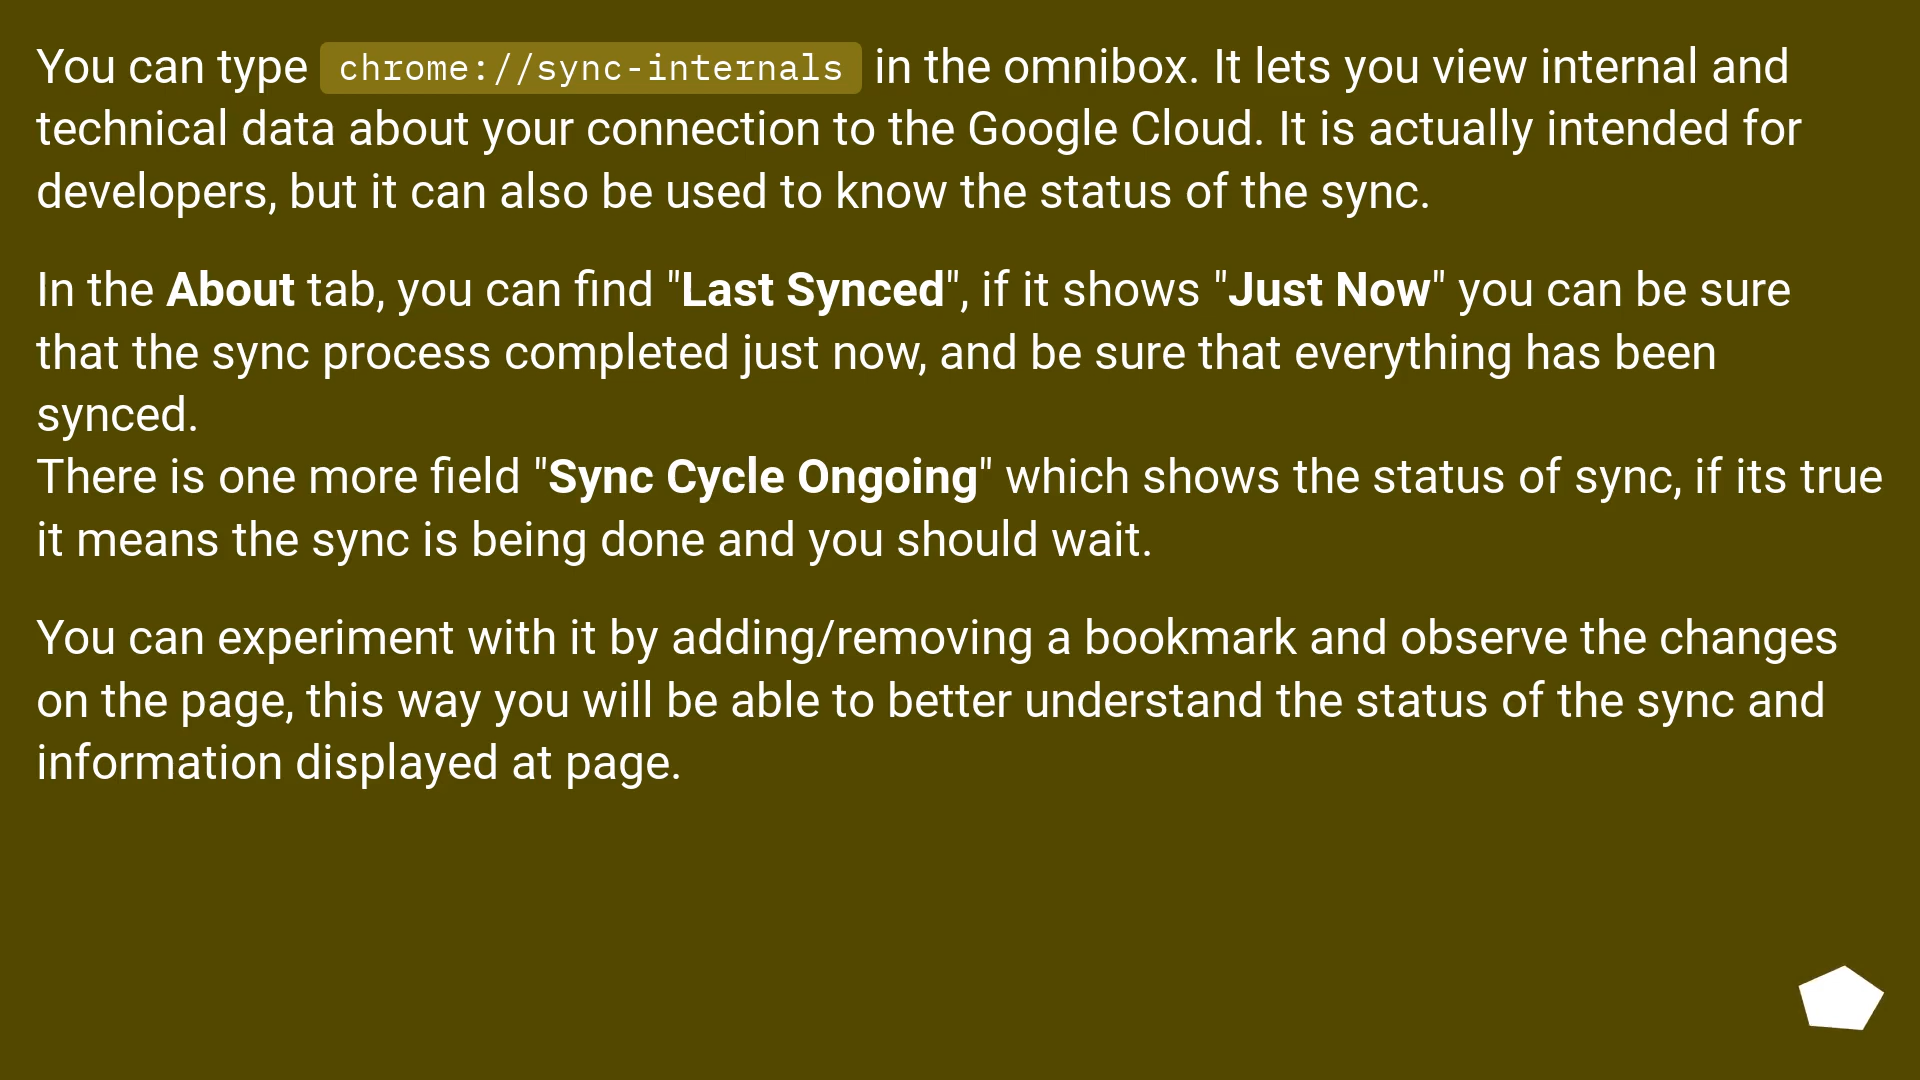 You can type chrome://sync-internals in the omnibox. It lets you view internal and
technical data about your connection to the Google Cloud. It is actually intended for
developers, but it can also be used to know the status of the sync.
In the About tab, you can find "Last Synced", if it shows "Just Now" you can be sure
that the sync process completed just now, and be sure that everything has been
synced.
There is one more field "Sync Cycle Ongoing" which shows the status of sync, if its true
it means the sync is being done and you should wait.
You can experiment with it by adding/removing a bookmark and observe the changes
on the page, this way you will be able to better understand the status of the sync and
information displayed at page.